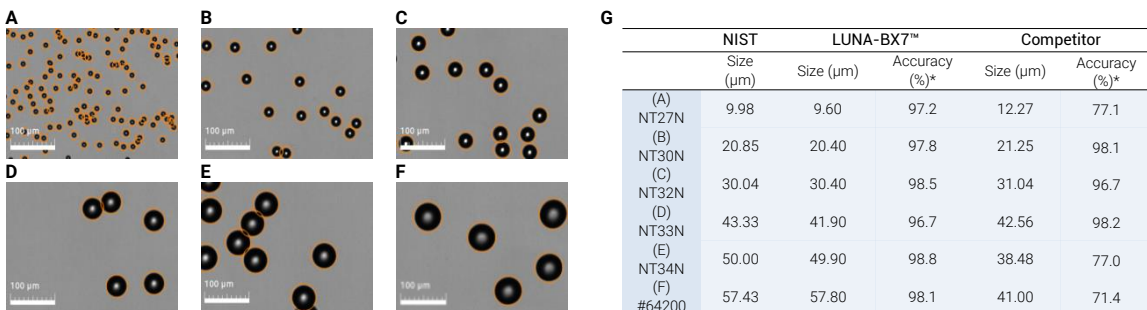 A
B
C
100 µm
100 µm
100 µm
D
E
F
100 µm
100 µm
100 µm
G
NIST LUNA-BX7™ Competitor
Size (µm) Size (µm) Accuracy (%)* Size (µm) Accuracy (%)*
(A) NT27N 9.98 9.60 97.2 12.27 77.1
(B) NT30N 20.85 20.40 97.8 21.25 98.1
(C) NT32N 30.04 30.40 98.5 31.04 96.7
(D) NT33N 43.33 41.90 96.7 42.56 98.2
(E) NT34N 50.00 49.90 98.8 38.48 77.0
(F) #64200 57.43 57.80 98.1 41.00 71.4